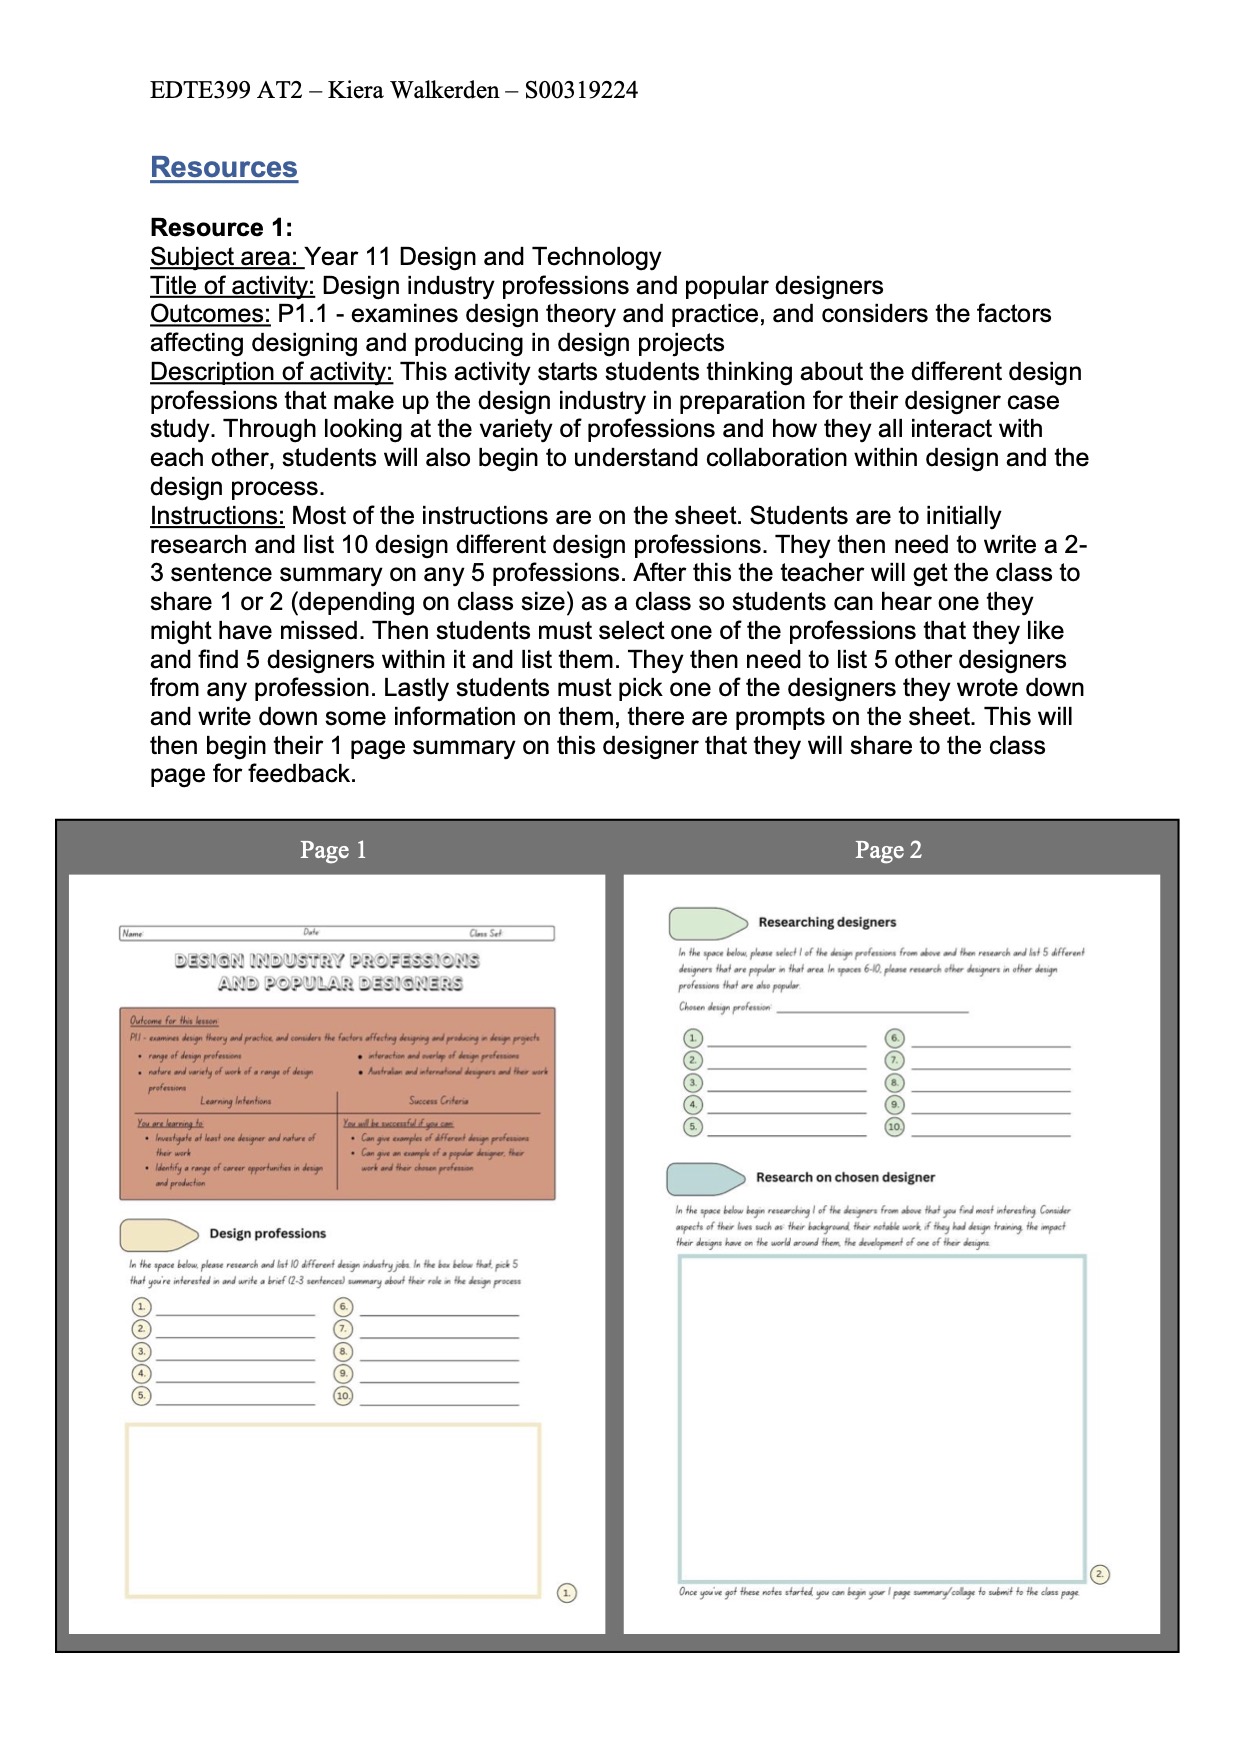 EDTE399 AT2 – Kiera Walkerden – S00319224
Resources
Resource 1:
Subject area: Year 11 Design and Technology
Title of activity: Design industry professions and popular designers
Outcomes: P1.1 - examines design theory and practice, and considers the factors
affecting designing and producing in design projects
Description of activity: This activity starts students thinking about the different design
professions that make up the design industry in preparation for their designer case
study. Through looking at the variety of professions and how they all interact with
each other, students will also begin to understand collaboration within design and the
design process.
Instructions: Most of the instructions are on the sheet. Students are to initially
research and list 10 design different design professions. They then need to write a 2-
3 sentence summary on any 5 professions. After this the teacher will get the class to
share 1 or 2 (depending on class size) as a class so students can hear one they
might have missed. Then students must select one of the professions that they like
and find 5 designers within it and list them. They then need to list 5 other designers
from any profession. Lastly students must pick one of the designers they wrote down
and write down some information on them, there are prompts on the sheet. This will
then begin their 1 page summary on this designer that they will share to the class
page for feedback.
Page 1
Name: Date: Class Set:
DESIGN INDUSTRY PROFESSIONS
AND POPULAR DESIGNERS
Outcome for this lesson:
P1.1 - examines design theory and practice, and considers the factors affecting designing and producing in design projects
• range of design professions
• nature and variety of work of a range of design
professions
• interaction and overlap of design professions
• Australian and international designers and their work
Learning Intentions
You are learning to:
• Investigate at least one designer and nature of
their work
• Identify a range of career opportunities in design
and production
Success Criteria
You will be successful if you can:
• Can give examples of different design professions
• Can give an example of a popular designer, their
work and their chosen profession
Design professions
In the space below, please research and list 10 different design industry jobs. In the box below that, pick 5
that you're interested in and write a brief (2-3 sentences) summary about their role in the design process
1.
2.
3.
4.
5.
6.
7.
8.
9.
10.
1.
Page 2
Researching designers
In the space below, please select 1 of the design professions from above and then research and list 5 different
designers that are popular in that area. In spaces 6-10, please research other designers in other design
professions that are also popular.
Chosen design profession:
1.
2.
3.
4.
5.
6.
7.
8.
9.
10.
Research on chosen designer
In the space below begin researching 1 of the designers from above that you find most interesting. Consider
aspects of their lives such as: their background, their notable work, if they had design training, the impact
their designs have on the world around them, the development of one of their designs.
2.
Once you've got these notes started, you can begin your 1 page summary/collage to submit to the class page.